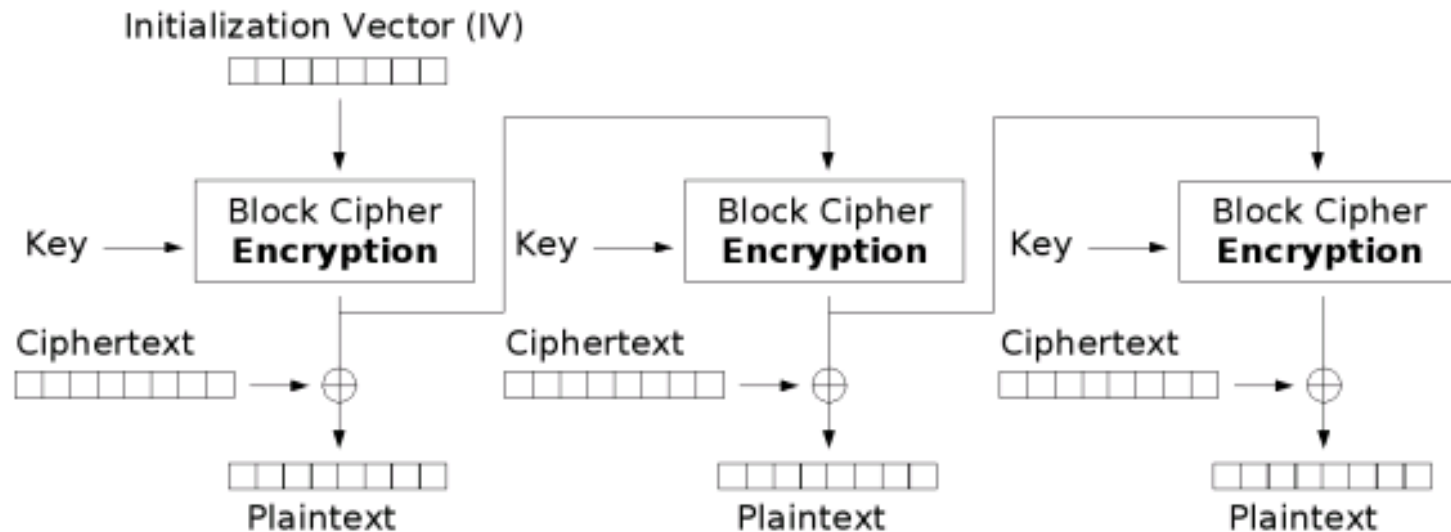 Initialization Vector (IV)
Block Cipher
Encryption
Key
Block Cipher
Encryption
Key
Block Cipher
Encryption
Key
Ciphertext
Ciphertext
Ciphertext
Plaintext
Plaintext
Plaintext